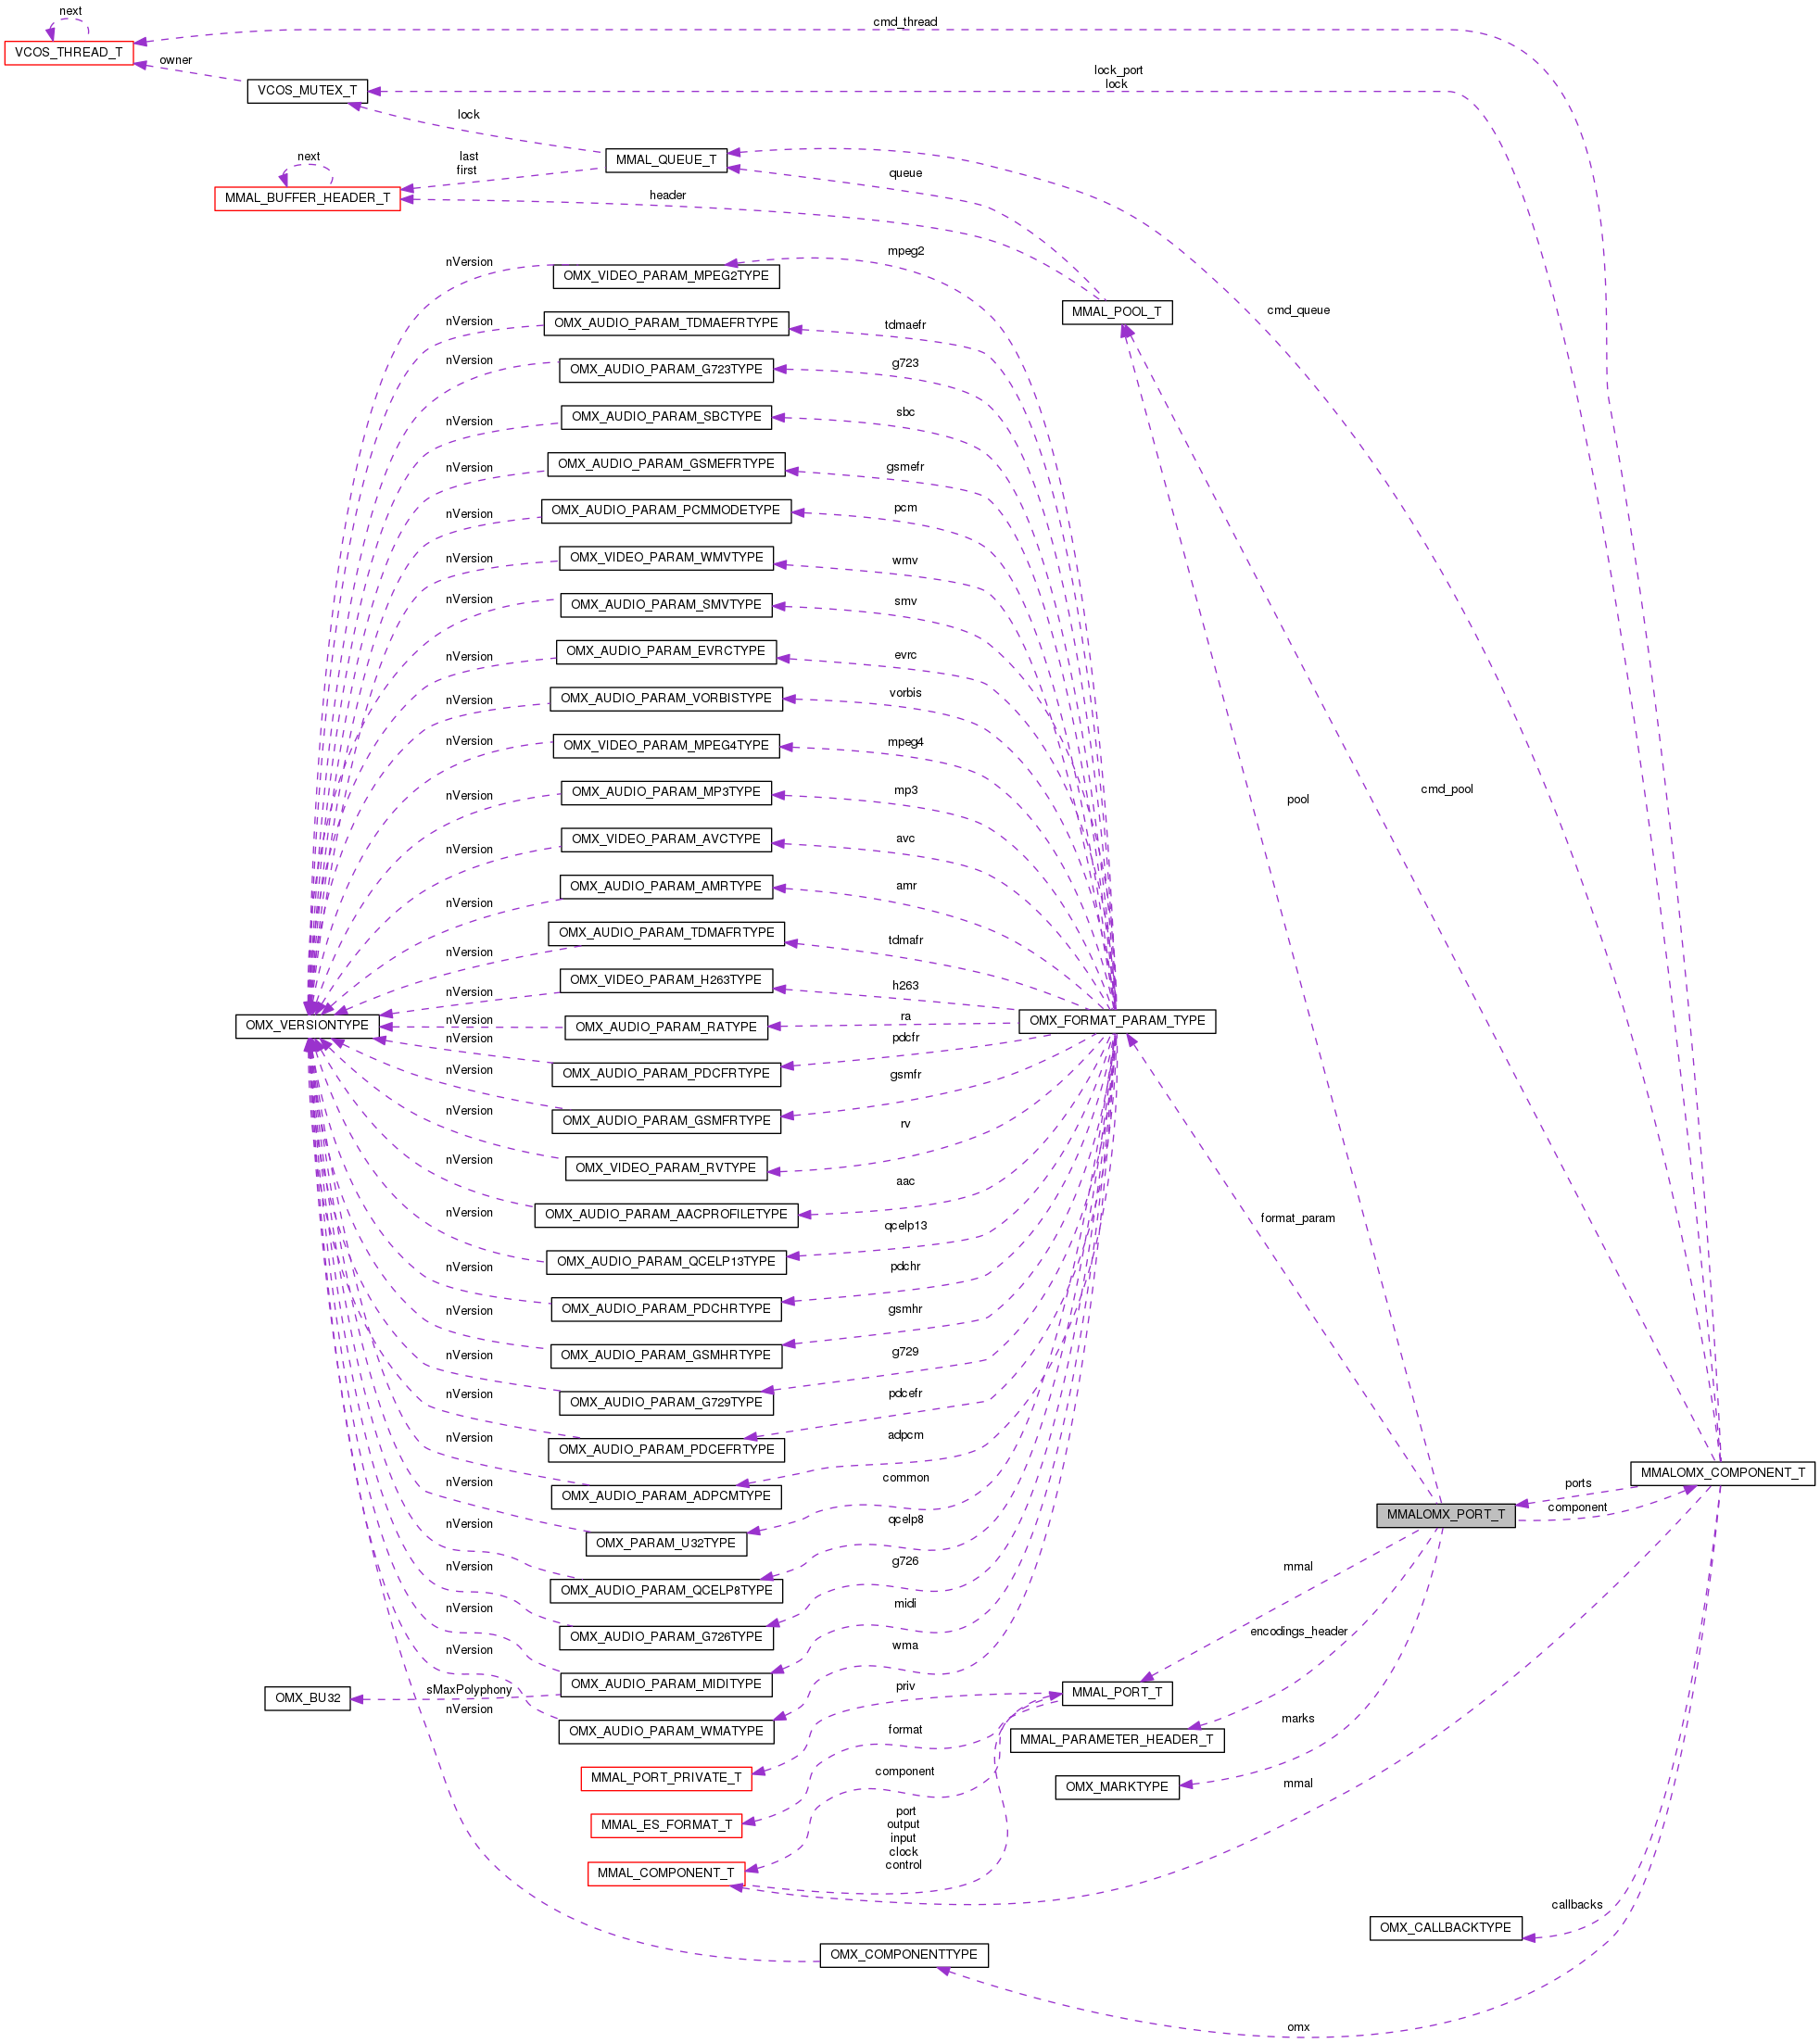 next
cmd_thread
VCOS_THREAD_T
owner
lock_port
lock
VCOS_MUTEX_T
lock
last
first
MMAL_QUEUE_T
next
queue
MMAL_BUFFER_HEADER_T
header
mpeg2
nVersion
OMX_VIDEO_PARAM_MPEG2TYPE
MMAL_POOL_T
cmd_queue
nVersion
OMX_AUDIO_PARAM_TDMAEFRTYPE
tdmaefr
nVersion
OMX_AUDIO_PARAM_G723TYPE
g723
nVersion
OMX_AUDIO_PARAM_SBCTYPE
sbc
nVersion
OMX_AUDIO_PARAM_GSMEFRTYPE
gsmefr
nVersion
OMX_AUDIO_PARAM_PCMMODETYPE
pcm
nVersion
OMX_VIDEO_PARAM_WMVTYPE
wmv
nVersion
OMX_AUDIO_PARAM_SMVTYPE
smv
nVersion
OMX_AUDIO_PARAM_EVRCTYPE
evrc
nVersion
OMX_AUDIO_PARAM_VORBISTYPE
vorbis
nVersion
OMX_VIDEO_PARAM_MPEG4TYPE
mpeg4
nVersion
OMX_AUDIO_PARAM_MP3TYPE
mp3
pool
cmd_pool
nVersion
OMX_VIDEO_PARAM_AVCTYPE
avc
nVersion
OMX_AUDIO_PARAM_AMRTYPE
amr
nVersion
OMX_AUDIO_PARAM_TDMAFRTYPE
tdmafr
nVersion
OMX_VIDEO_PARAM_H263TYPE
h263
OMX_VERSIONTYPE
nVersion
OMX_AUDIO_PARAM_RATYPE
ra
OMX_FORMAT_PARAM_TYPE
nVersion
OMX_AUDIO_PARAM_PDCFRTYPE
pdcfr
nVersion
OMX_AUDIO_PARAM_GSMFRTYPE
gsmfr
nVersion
OMX_VIDEO_PARAM_RVTYPE
rv
nVersion
OMX_AUDIO_PARAM_AACPROFILETYPE
aac
format_param
nVersion
OMX_AUDIO_PARAM_QCELP13TYPE
qcelp13
nVersion
OMX_AUDIO_PARAM_PDCHRTYPE
pdchr
nVersion
OMX_AUDIO_PARAM_GSMHRTYPE
gsmhr
nVersion
OMX_AUDIO_PARAM_G729TYPE
g729
nVersion
OMX_AUDIO_PARAM_PDCEFRTYPE
pdcefr
nVersion
OMX_AUDIO_PARAM_ADPCMTYPE
adpcm
MMALOMX_COMPONENT_T
ports
component
MMALOMX_PORT_T
nVersion
OMX_PARAM_U32TYPE
common
nVersion
OMX_AUDIO_PARAM_QCELP8TYPE
qcelp8
nVersion
OMX_AUDIO_PARAM_G726TYPE
g726
mmal
nVersion
OMX_AUDIO_PARAM_MIDITYPE
midi
encodings_header
nVersion
OMX_AUDIO_PARAM_WMATYPE
wma
OMX_BU32
sMaxPolyphony
nVersion
priv
MMAL_PORT_T
format
MMAL_PARAMETER_HEADER_T
marks
MMAL_PORT_PRIVATE_T
component
OMX_MARKTYPE
mmal
MMAL_ES_FORMAT_T
port
output
input
clock
control
MMAL_COMPONENT_T
callbacks
OMX_CALLBACKTYPE
OMX_COMPONENTTYPE
omx